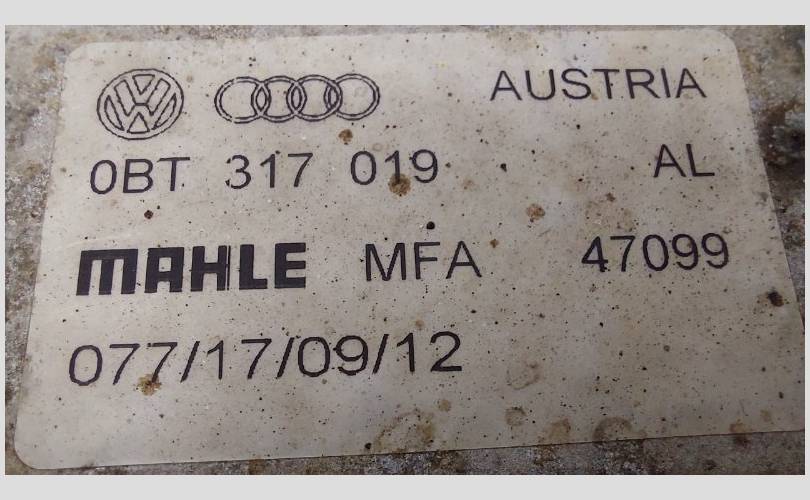 AUSTRIA
0BT 317 019 AL
MAHLE MFA 47099
077/17/09/12